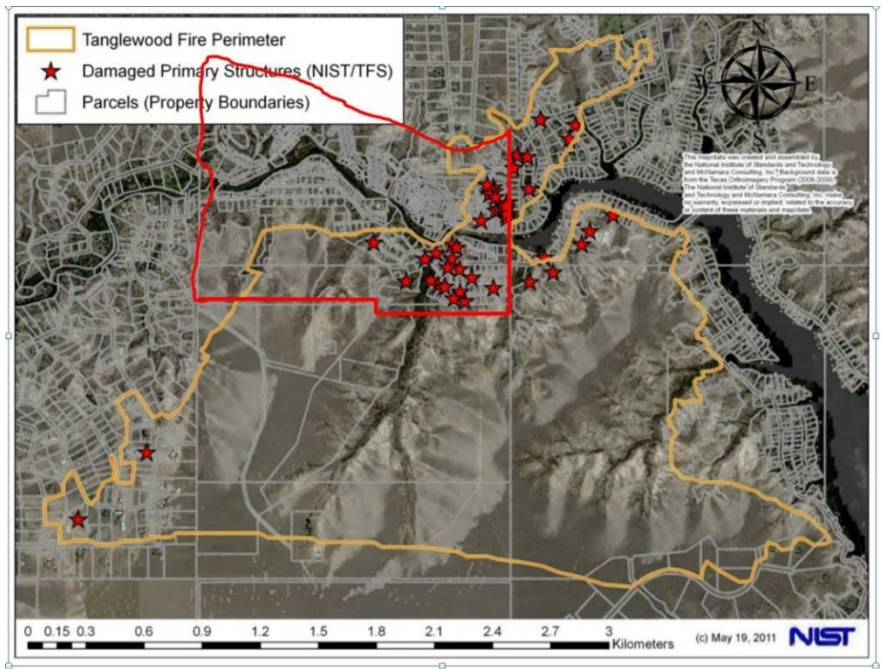 Tanglewood Fire Perimeter
Damaged Primary Structures (NIST/TFS)
Parcels (Property Boundaries)
N
W E
S
This map/data was created and assembled by
the National Institute of Standards and Technology
and McNamara Consulting, Inc. Background data is
from the Texas Orthoimagery Program (2008-2009).
The National Institute of Standards
and Technology and McNamara Consulting, Inc. make
no warranty, expressed or implied, related to the accuracy
or content of these materials and map/data
0 0.15 0.3 0.6 0.9 1.2 1.5 1.8 2.1 2.4 2.7 3
Kilometers
(c) May 19, 2011
NIST